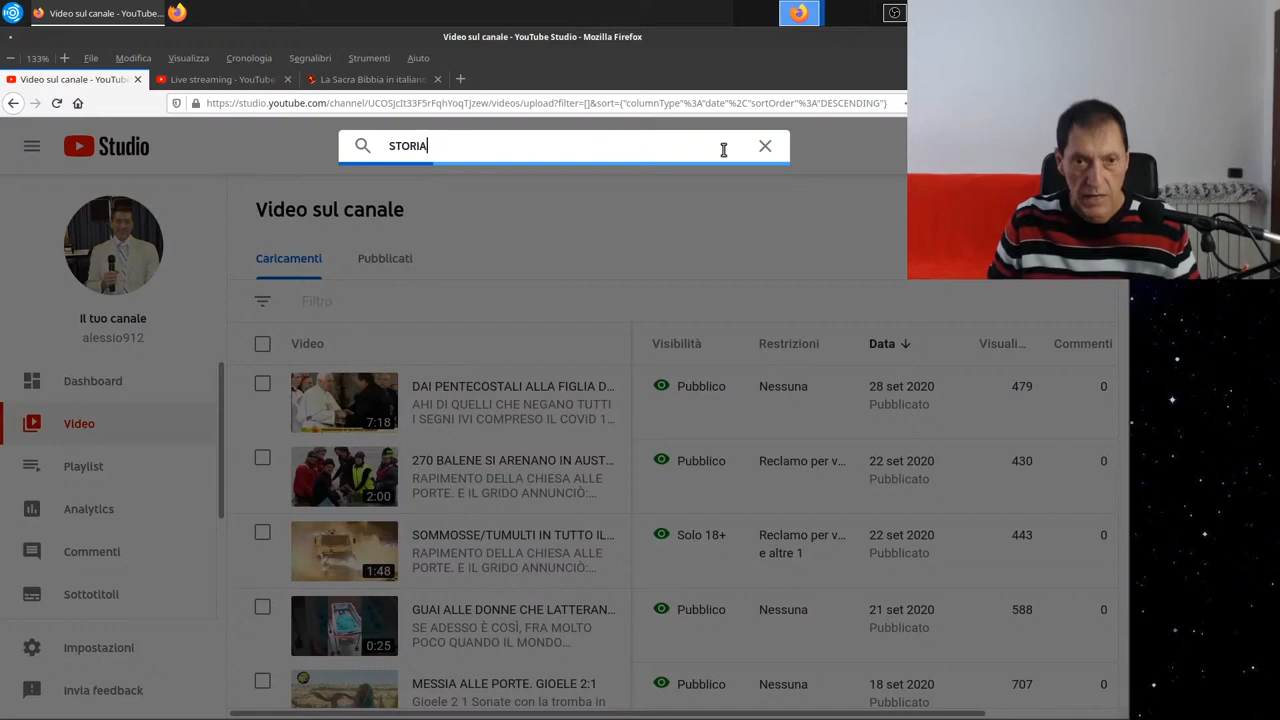 Video sul canale - YouTube...
Video sul canale - YouTube Studio - Mozilla Firefox
133% File Modifica Visualizza Cronologia Segnalibri Strumenti Aiuto
Video sul canale - YouTube
Live streaming - YouTube
La Sacra Bibbia in italiano
https://studio.youtube.com/channel/UCOSJcIt33F5rFqhYoqTJzew/videos/upload?filter=[]&sort={"columnType"%3A"date"%2C"sortOrder"%3A"DESCENDING"}
Studio
STORIA
Video sul canale
Caricamenti Pubblicati
Filtro
Il tuo canale
alessio912
Dashboard
Video
Playlist
Analytics
Commenti
Sottotitoli
Impostazioni
Invia feedback
Video Visibilità Restrizioni Data Visuali... Commenti
DAI PENTECOSTALI ALLA FIGLIA D... Pubblico Nessuna 28 set 2020 479 0
AHI DI QUELLI CHE NEGANO TUTTI Pubblicato
I SEGNI IVI COMPRESO IL COVID 1...
7:18
270 BALENE SI ARENANO IN AUST... Pubblico Reclamo per v... 22 set 2020 430 0
RAPIMENTO DELLA CHIESA ALLE Pubblicato
PORTE. E IL GRIDO ANNUNCIÒ:...
2:00
SOMMOSSE/TUMULTI IN TUTTO IL... Solo 18+ Reclamo per v... 22 set 2020 443 0
RAPIMENTO DELLA CHIESA ALLE e altre 1 Pubblicato
PORTE. E IL GRIDO ANNUNCIÒ:...
1:48
GUAI ALLE DONNE CHE LATTERAN... Pubblico Nessuna 21 set 2020 588 0
SE ADESSO È COSÌ, FRA MOLTO Pubblicato
POCO QUANDO IL MONDO
0:25
MESSIA ALLE PORTE. GIOELE 2:1 Pubblico Nessuna 18 set 2020 707 0
Gioele 2 1 Sonate con la tromba in Pubblicato